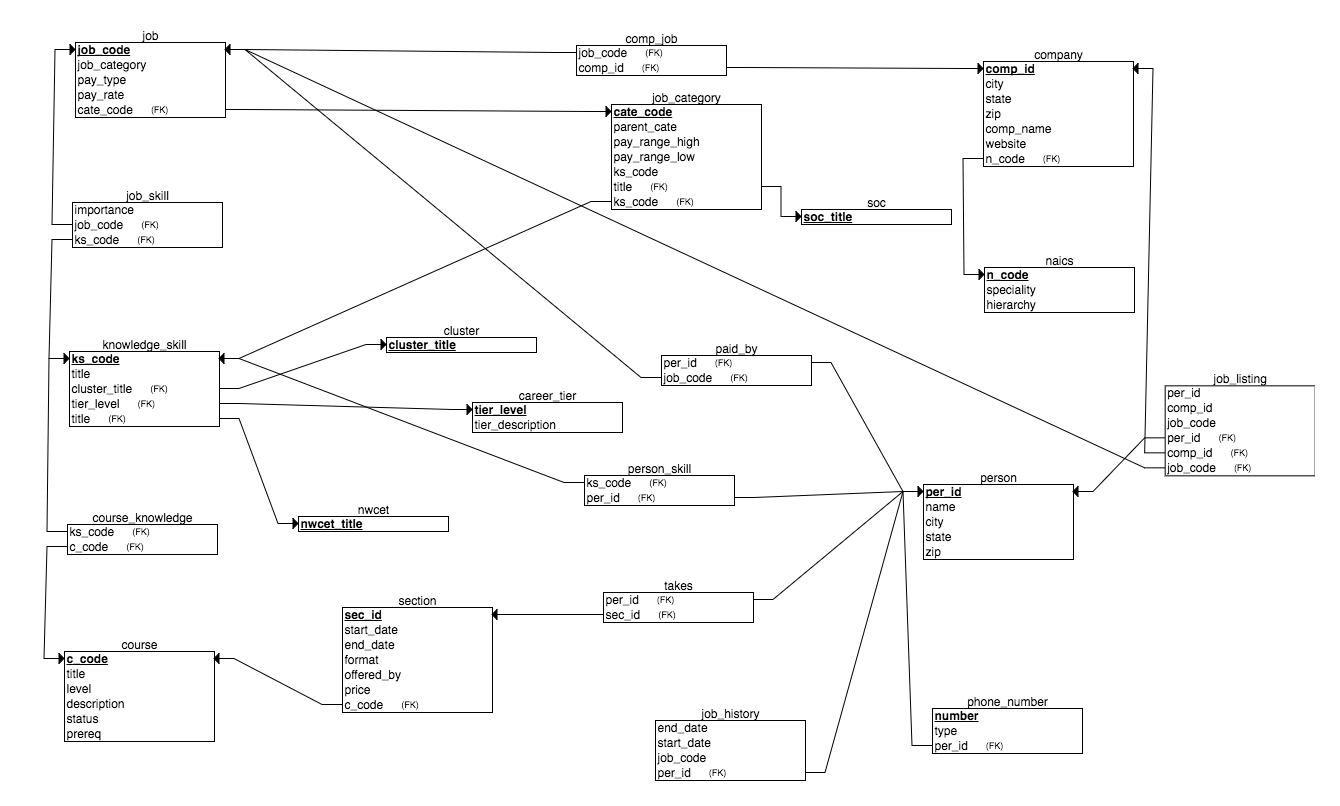 job
job_code
job_category
pay_type
pay_rate
cate_code (FK)
comp_job
job_code (FK)
comp_id (FK)
company
comp_id
city
state
zip
comp_name
website
n_code (FK)
job_category
cate_code
parent_cate
pay_range_high
pay_range_low
ks_code
title (FK)
ks_code (FK)
job_skill
importance
job_code (FK)
ks_code (FK)
soc
soc_title
naics
n_code
speciality
hierarchy
knowledge_skill
ks_code
title
cluster_title (FK)
tier_level (FK)
title (FK)
cluster
cluster_title
paid_by
per_id (FK)
job_code (FK)
job_listing
per_id
comp_id
job_code
per_id (FK)
comp_id (FK)
job_code (FK)
career_tier
tier_level
tier_description
person_skill
ks_code (FK)
per_id (FK)
person
per_id
name
city
state
zip
nwcet
nwcet_title
course_knowledge
ks_code (FK)
c_code (FK)
takes
per_id (FK)
sec_id (FK)
section
sec_id
start_date
end_date
format
offered_by
price
c_code (FK)
course
c_code
title
level
description
status
prereq
job_history
end_date
start_date
job_code
per_id (FK)
phone_number
number
type
per_id (FK)